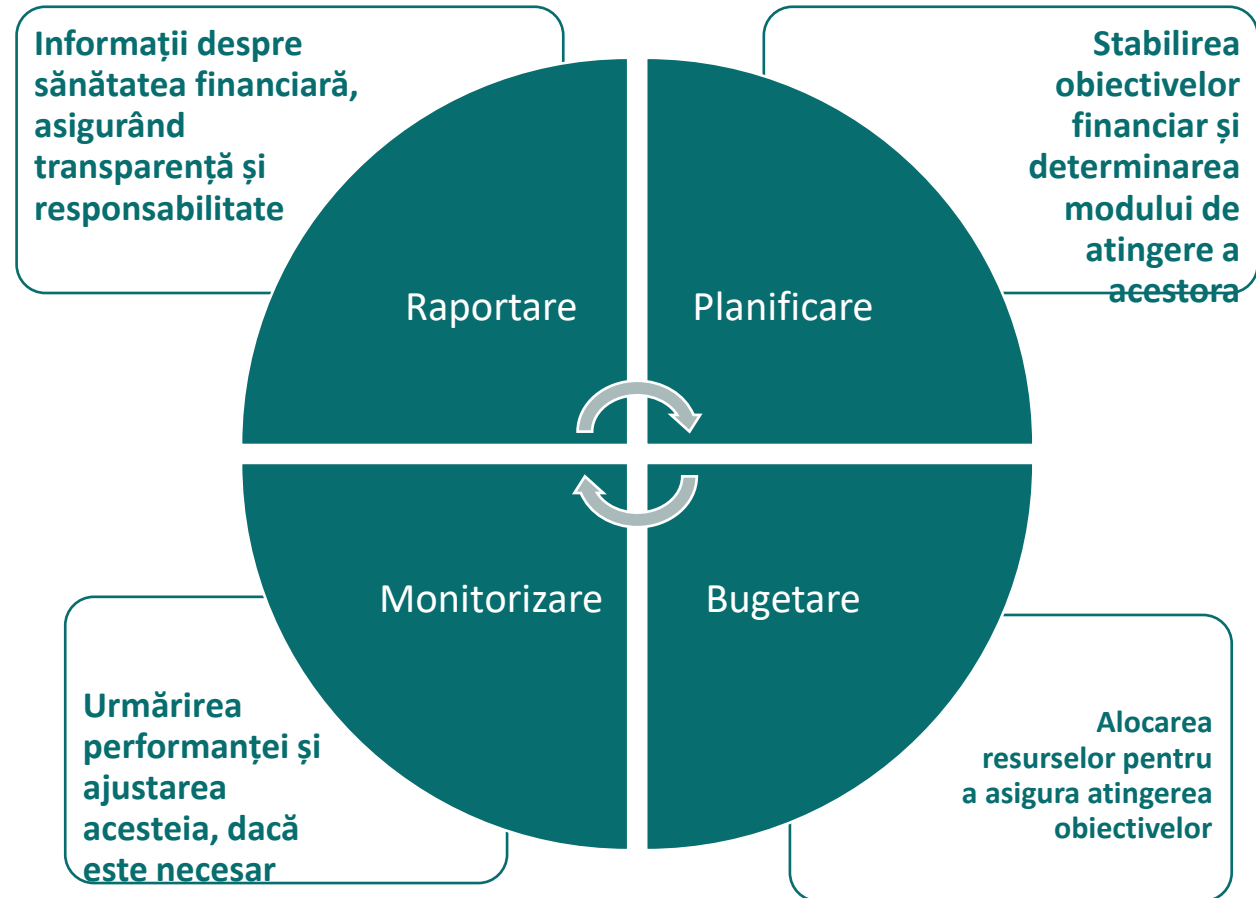 Informații despre
sănătatea financiară,
asigurând
transparență și
responsabilitate
Stabilirea
obiectivelor
financiar și
determinarea
modului de
atingere a
acestora
Raportare
Planificare
Monitorizare
Bugetare
Urmărirea
performanței și
ajustarea
acesteia, dacă
este necesar
Alocarea
resurselor pentru
a asigura atingerea
obiectivelor